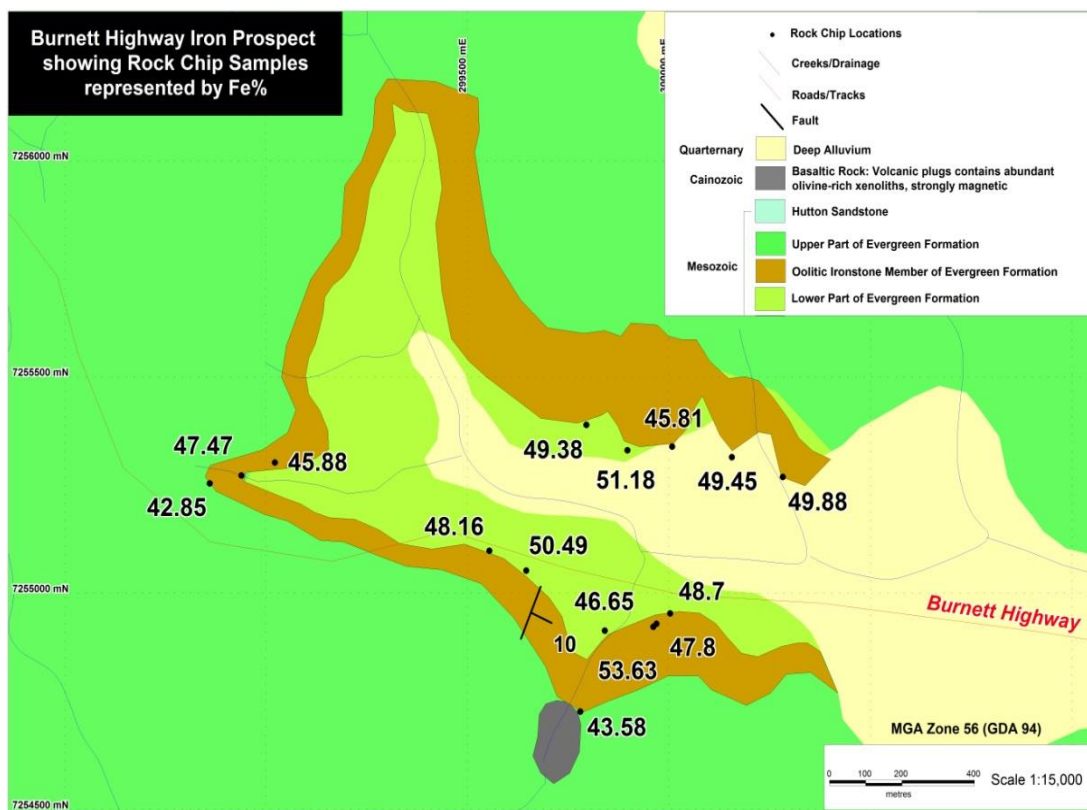 Burnett Highway Iron Prospect
showing Rock Chip Samples
represented by Fe%
299500 mE
Rock Chip Locations
Creeks/Drainage
Roads/Tracks
Fault
Quarternary
Deep Alluvium
Cainozoic
Basaltic Rock: Volcanic plugs contains abundant
olivine-rich xenoliths, strongly magnetic
Hutton Sandstone
Upper Part of Evergreen Formation
Mesozoic
Oolitic Ironstone Member of Evergreen Formation
Lower Part of Evergreen Formation
7256000 mN
7255500 mN
45.81
47.47
45.88
49.38
51.18
49.45
49.88
42.85
48.16
50.49
7255000 mN
46.65
48.7
Burnett Highway
10
53.63
47.8
43.58
MGA Zone 56 (GDA 94)
0 100 200 400
metres
Scale 1:15,000
7254500 mN